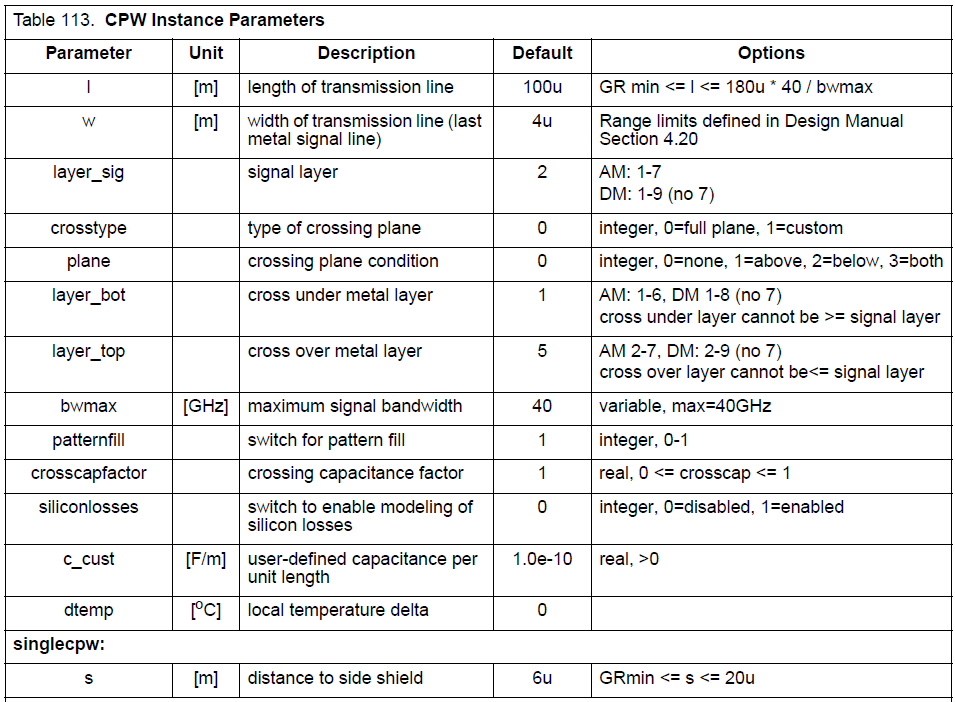 Table 113. CPW Instance Parameters
Parameter Unit Description Default Options
l [m] length of transmission line 100u GR min <= l <= 180u * 40 / bwmax
w [m] width of transmission line (last metal signal line) 4u Range limits defined in Design Manual Section 4.20
layer_sig signal layer 2 AM: 1-7
DM: 1-9 (no 7)
crosstype type of crossing plane 0 integer, 0=full plane, 1=custom
plane crossing plane condition 0 integer, 0=none, 1=above, 2=below, 3=both
layer_bot cross under metal layer 1 AM: 1-6, DM 1-8 (no 7)
cross under layer cannot be >= signal layer
layer_top cross over metal layer 5 AM 2-7, DM: 2-9 (no 7)
cross over layer cannot be<= signal layer
bwmax [GHz] maximum signal bandwidth 40 variable, max=40GHz
patternfill switch for pattern fill 1 integer, 0-1
crosscapfactor crossing capacitance factor 1 real, 0 <= crosscap <= 1
siliconlosses switch to enable modeling of silicon losses 0 integer, 0=disabled, 1=enabled
c_cust [F/m] user-defined capacitance per unit length 1.0e-10 real, >0
dtemp [°C] local temperature delta 0
singlecpw:
s [m] distance to side shield 6u GRmin <= s <= 20u